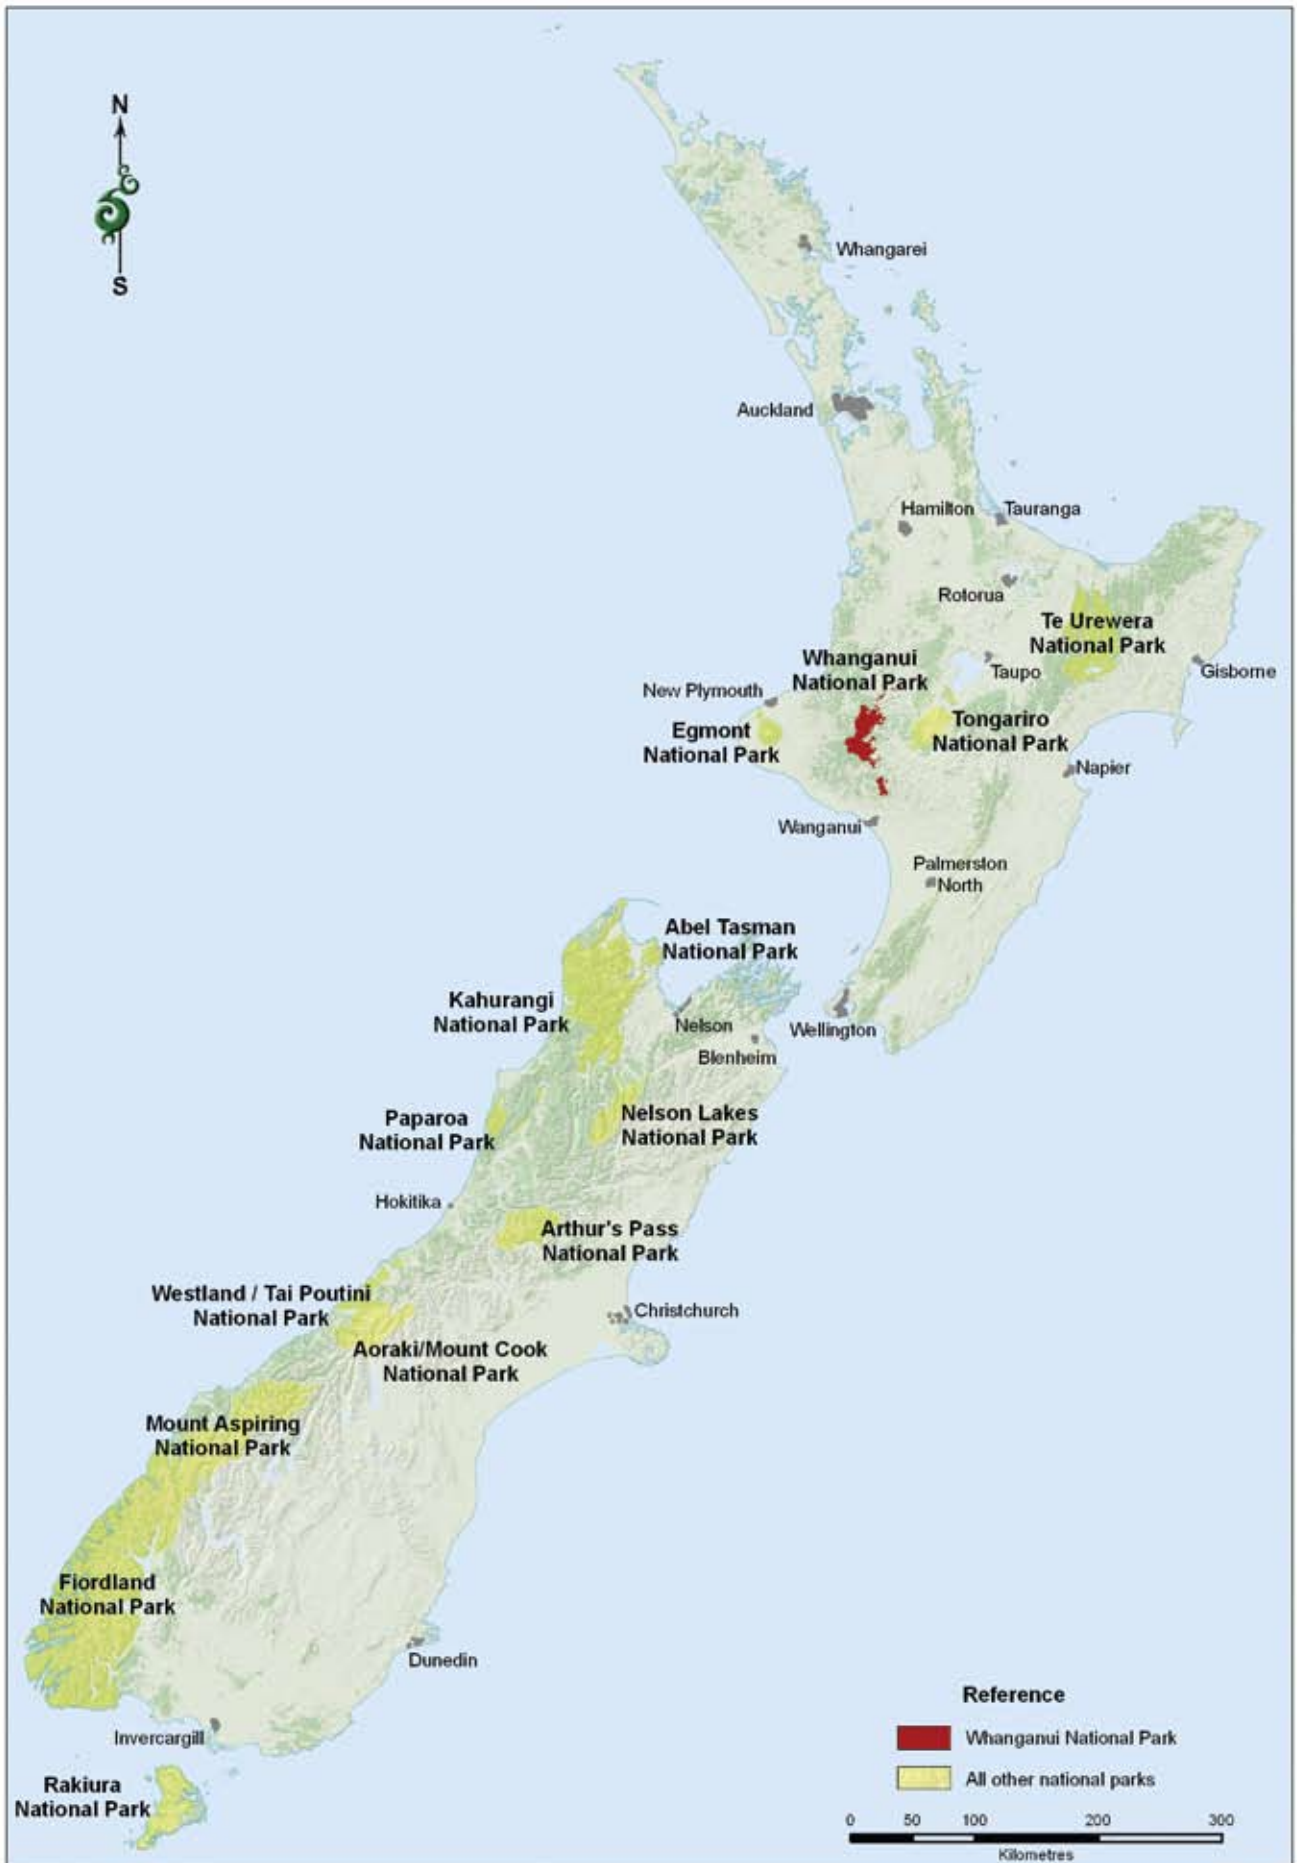 N
S
Whangarei
Auckland
Hamilton
Tauranga
Rotorua
Te Urewera
National Park
Whanganui
National Park
Taupo
Gisborne
New Plymouth
Egmont
National Park
Tongariro
National Park
Napier
Wanganui
Palmerston
North
Abel Tasman
National Park
Kahurangi
National Park
Nelson
Wellington
Blenheim
Paparoa
National Park
Nelson Lakes
National Park
Hokitika
Arthur's Pass
National Park
Westland / Tai Poutini
National Park
Christchurch
Aoraki/Mount Cook
National Park
Mount Aspiring
National Park
Fiordland
National Park
Dunedin
Invercargill
Rakiura
National Park
Reference
Whanganui National Park
All other national parks
0 50 100 200 300
Kilometres